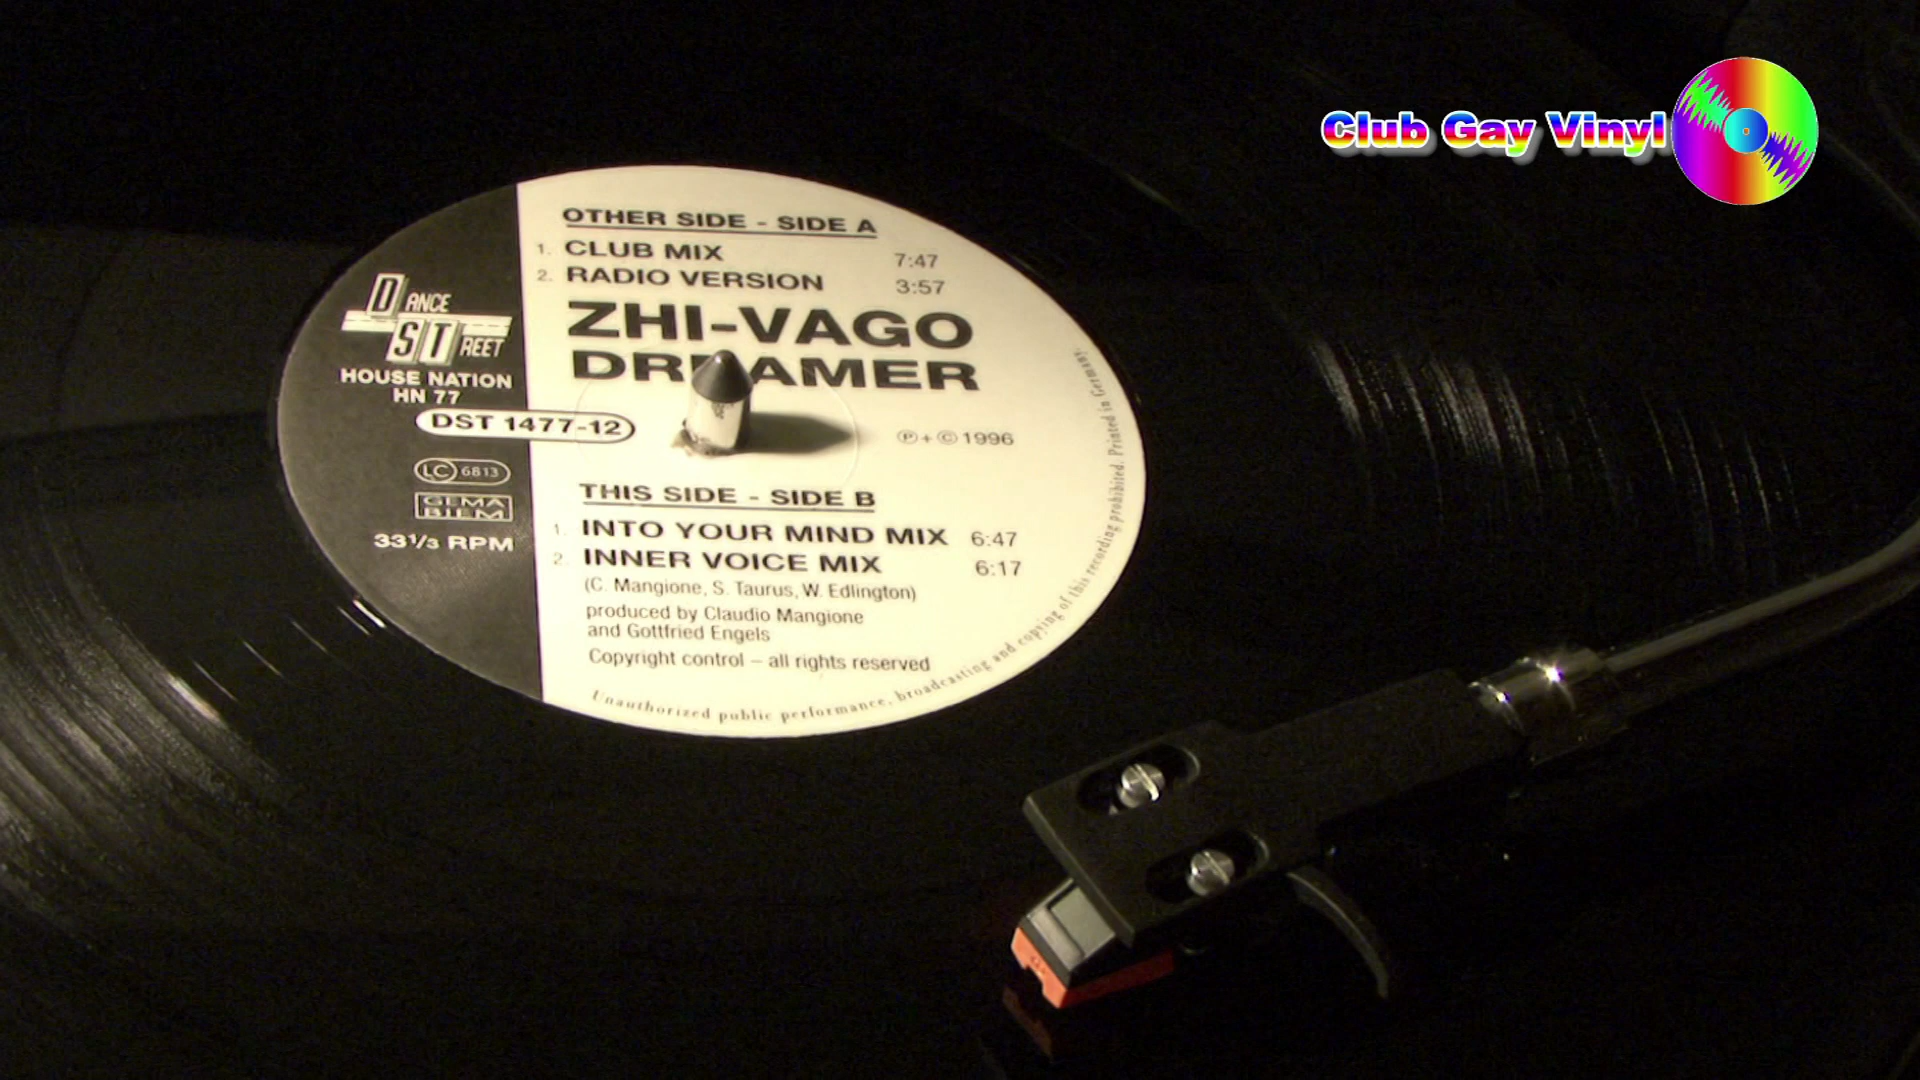 Club Gay Vinyl
OTHER SIDE - SIDE A
1. CLUB MIX 7:47
2. RADIO VERSION 3:57
ZHI-VAGO
DREAMER
DANCE
STREET
HOUSE NATION
HN 77
DST 1477-12
℗+© 1996
LC 6813
GEMA
BIEM
33 1/3 RPM
THIS SIDE - SIDE B
1. INTO YOUR MIND MIX 6:47
2. INNER VOICE MIX 6:17
(C. Mangione, S. Taurus, W. Edlington)
produced by Claudio Mangione
and Gottfried Engels
Copyright control – all rights reserved
Unauthorized public performance, broadcasting and copying of this recording prohibited. Printed in Germany.